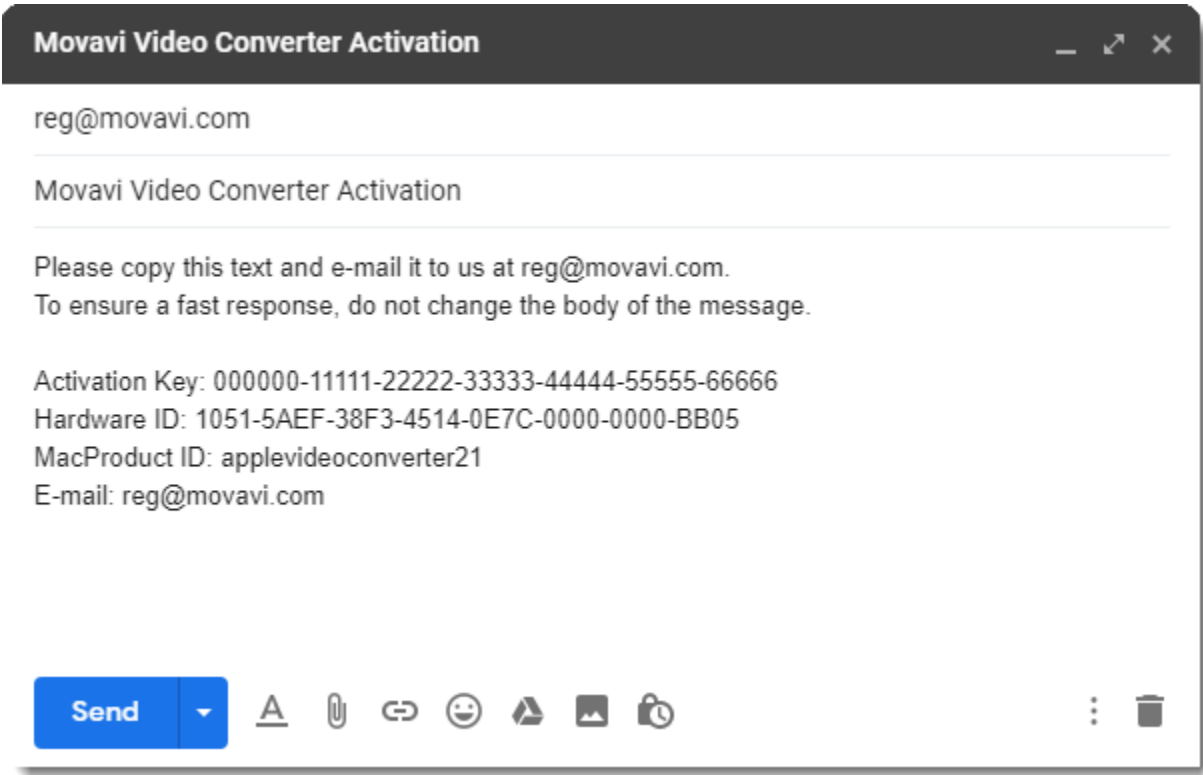 Movavi Video Converter Activation
reg@movavi.com
Movavi Video Converter Activation
Please copy this text and e-mail it to us at reg@movavi.com.
To ensure a fast response, do not change the body of the message.
Activation Key: 000000-11111-22222-33333-44444-55555-66666
Hardware ID: 1051-5AEF-38F3-4514-0E7C-0000-0000-BB05
MacProduct ID: applevideoconverter21
E-mail: reg@movavi.com
Send